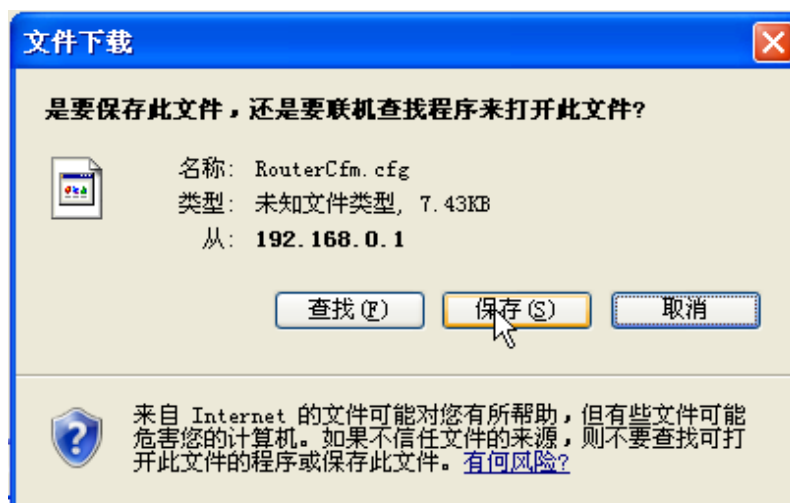 文件下载
是要保存此文件，还是要联机查找程序来打开此文件?
名称: RouterCfm.cfg
类型: 未知文件类型, 7.43KB
从: 192.168.0.1
查找(F) 保存(S) 取消
来自 Internet 的文件可能对您有所帮助，但有些文件可能
危害您的计算机。如果不信任文件的来源，则不要查找可打
开此文件的程序或保存此文件。有何风险?